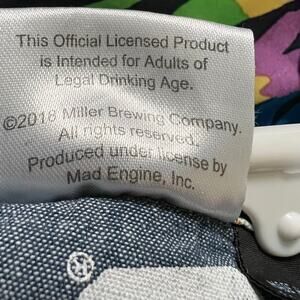 This Official Licensed Product
is Intended for Adults of
Legal Drinking Age.
©2018 Miller Brewing Company.
All rights reserved.
Produced under license by
Mad Engine, Inc.